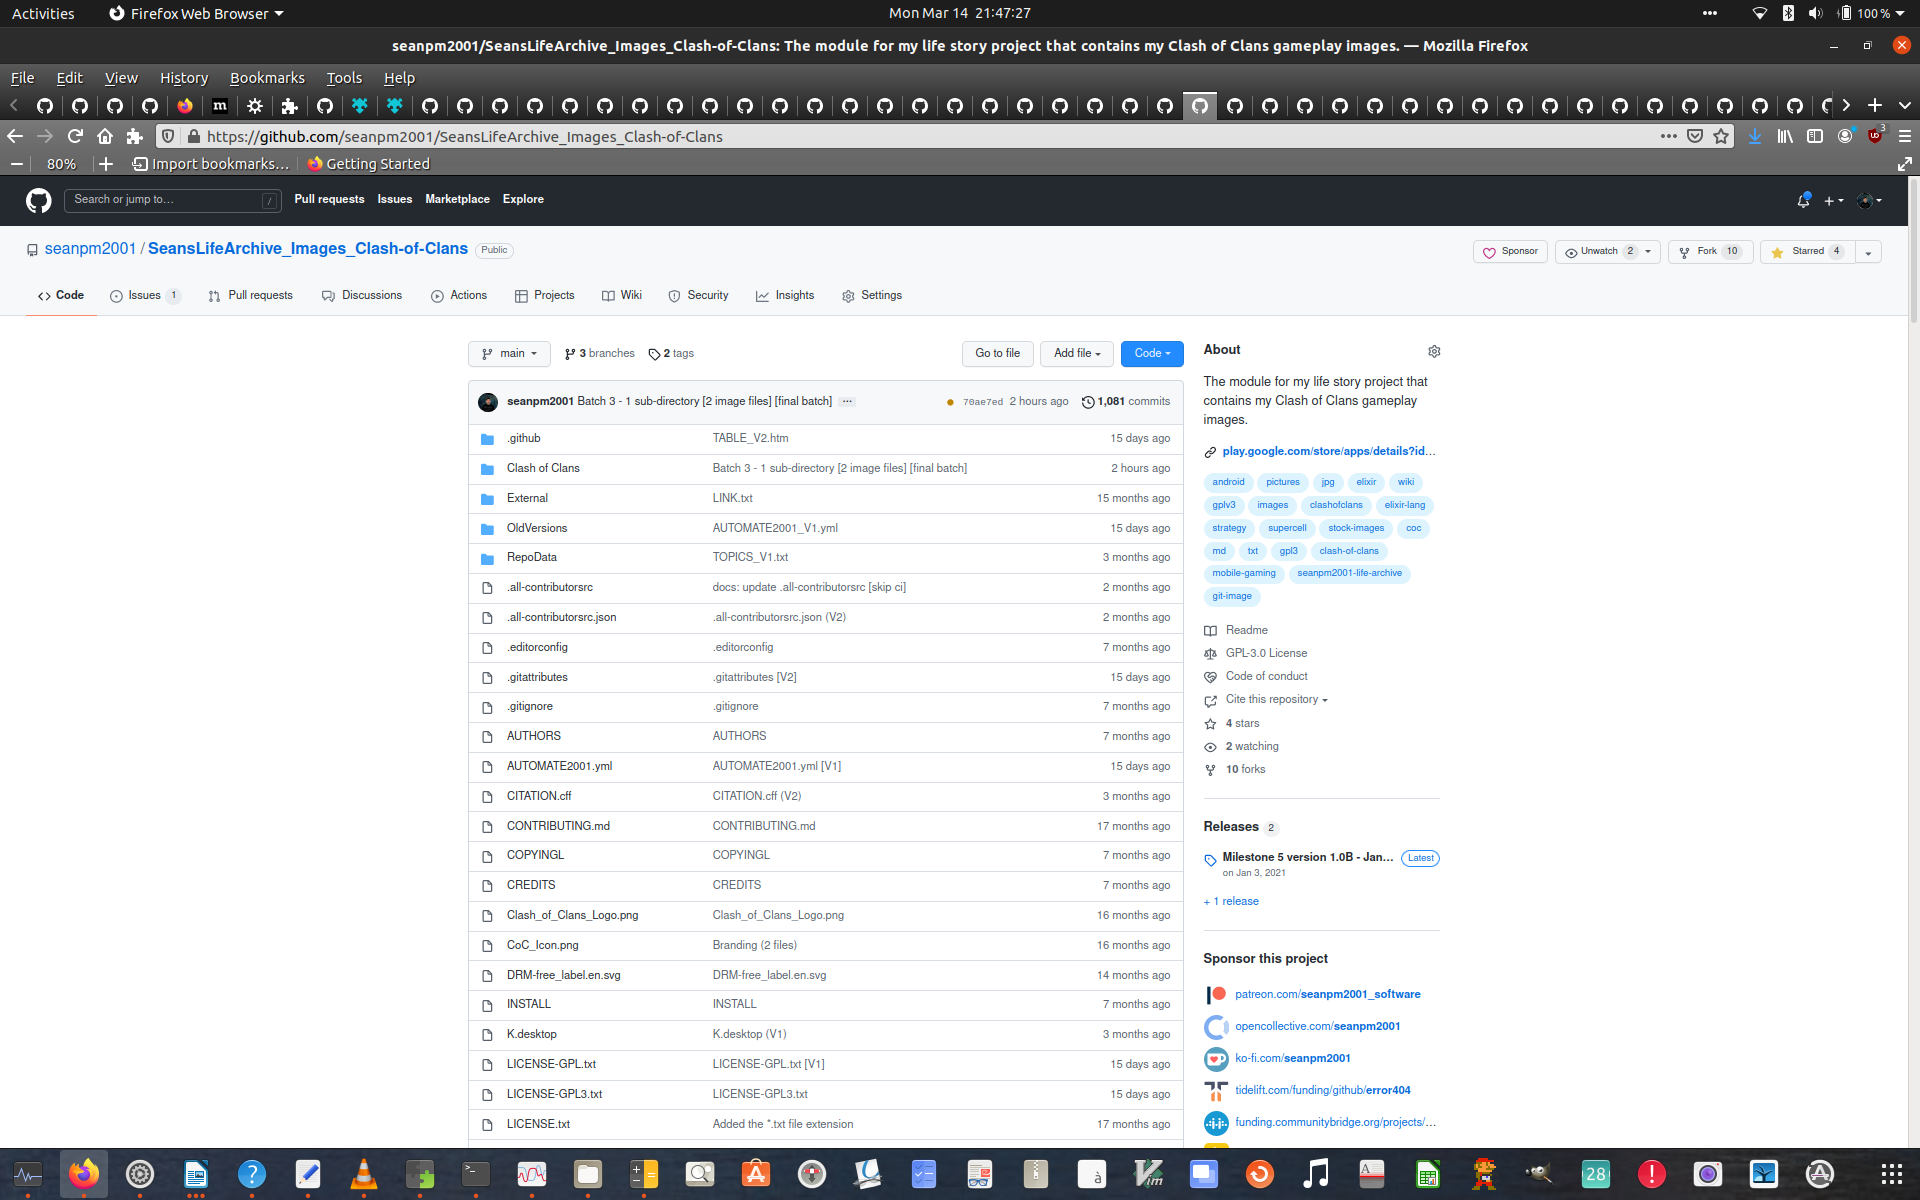 Activities
Firefox Web Browser
Mon Mar 14 21:47:27
100 %
seanpm2001/SeansLifeArchive_Images_Clash-of-Clans: The module for my life story project that contains my Clash of Clans gameplay images. — Mozilla Firefox
File Edit View History Bookmarks Tools Help
https://github.com/seanpm2001/SeansLifeArchive_Images_Clash-of-Clans
3
80%
Import bookmarks...
Getting Started
Search or jump to...
/
Pull requests Issues Marketplace Explore
seanpm2001 / SeansLifeArchive_Images_Clash-of-Clans Public
Sponsor
Unwatch 2
Fork 10
Starred 4
Code
Issues 1
Pull requests
Discussions
Actions
Projects
Wiki
Security
Insights
Settings
main
3 branches
2 tags
Go to file
Add file
Code
seanpm2001 Batch 3 - 1 sub-directory [2 image files] [final batch] ...
70ae7ed 2 hours ago
1,081 commits
.github TABLE_V2.htm 15 days ago
Clash of Clans Batch 3 - 1 sub-directory [2 image files] [final batch] 2 hours ago
External LINK.txt 15 months ago
OldVersions AUTOMATE2001_V1.yml 15 days ago
RepoData TOPICS_V1.txt 3 months ago
.all-contributorsrc docs: update .all-contributorsrc [skip ci] 2 months ago
.all-contributorsrc.json .all-contributorsrc.json (V2) 2 months ago
.editorconfig .editorconfig 7 months ago
.gitattributes .gitattributes [V2] 15 days ago
.gitignore .gitignore 7 months ago
AUTHORS AUTHORS 7 months ago
AUTOMATE2001.yml AUTOMATE2001.yml [V1] 15 days ago
CITATION.cff CITATION.cff (V2) 3 months ago
CONTRIBUTING.md CONTRIBUTING.md 17 months ago
COPYINGL COPYINGL 7 months ago
CREDITS CREDITS 7 months ago
Clash_of_Clans_Logo.png Clash_of_Clans_Logo.png 16 months ago
CoC_Icon.png Branding (2 files) 16 months ago
DRM-free_label.en.svg DRM-free_label.en.svg 14 months ago
INSTALL INSTALL 7 months ago
K.desktop K.desktop (V1) 3 months ago
LICENSE-GPL.txt LICENSE-GPL.txt [V1] 15 days ago
LICENSE-GPL3.txt LICENSE-GPL3.txt 15 days ago
LICENSE.txt Added the *.txt file extension 17 months ago
About
The module for my life story project that
contains my Clash of Clans gameplay
images.
play.google.com/store/apps/details?id...
android pictures jpg elixir wiki
gplv3 images clashofclans elixir-lang
strategy supercell stock-images coc
md txt gpl3 clash-of-clans
mobile-gaming seanpm2001-life-archive
git-image
Readme
GPL-3.0 License
Code of conduct
Cite this repository
4 stars
2 watching
10 forks
Releases 2
Milestone 5 version 1.0B - Jan... Latest
on Jan 3, 2021
+ 1 release
Sponsor this project
patreon.com/seanpm2001_software
opencollective.com/seanpm2001
ko-fi.com/seanpm2001
tidelift.com/funding/github/error404
funding.communitybridge.org/projects/...
28